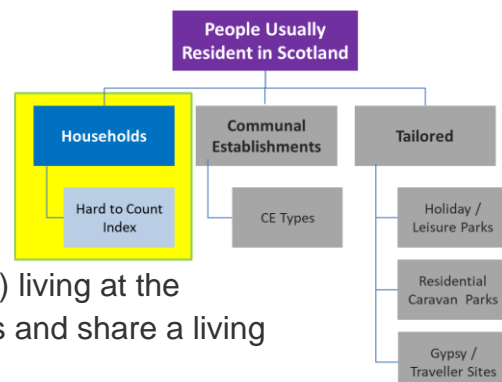 People Usually
Resident in Scotland
Households
Communal
Establishments
Tailored
Hard to Count
Index
CE Types
Holiday /
Leisure Parks
Residential
Caravan Parks
Gypsy /
Traveller Sites
) living at the
s and share a living